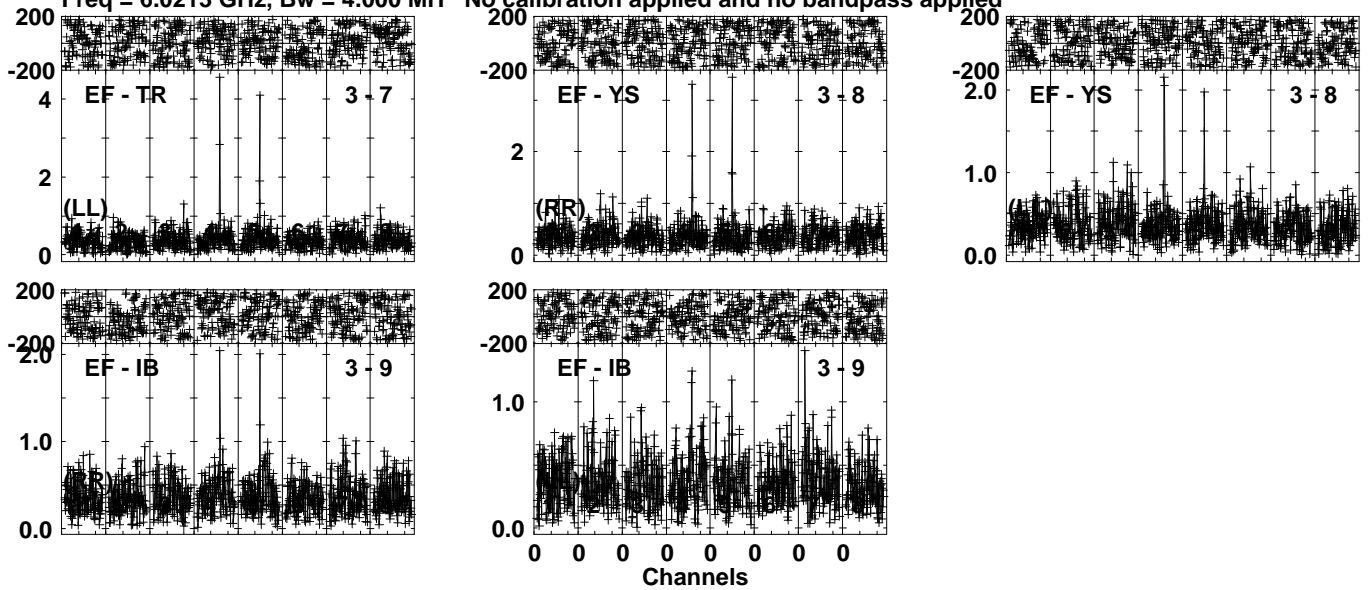 Freq = 6.0213 GHz, Bw = 4.000 MH No calibration applied and no bandpass applied
200
-200
EF - TR 3 - 7
4
2
0
(LL)
200
-200
EF - YS 3 - 8
2
0
(RR)
200
-200
EF - YS 3 - 8
2.0
1.0
0.0
200
-200
EF - IB 3 - 9
2.0
1.0
0.0
(RR)
200
-200
EF - IB 3 - 9
1.0
0.0
0 0 0 0 0 0 0 0
Channels